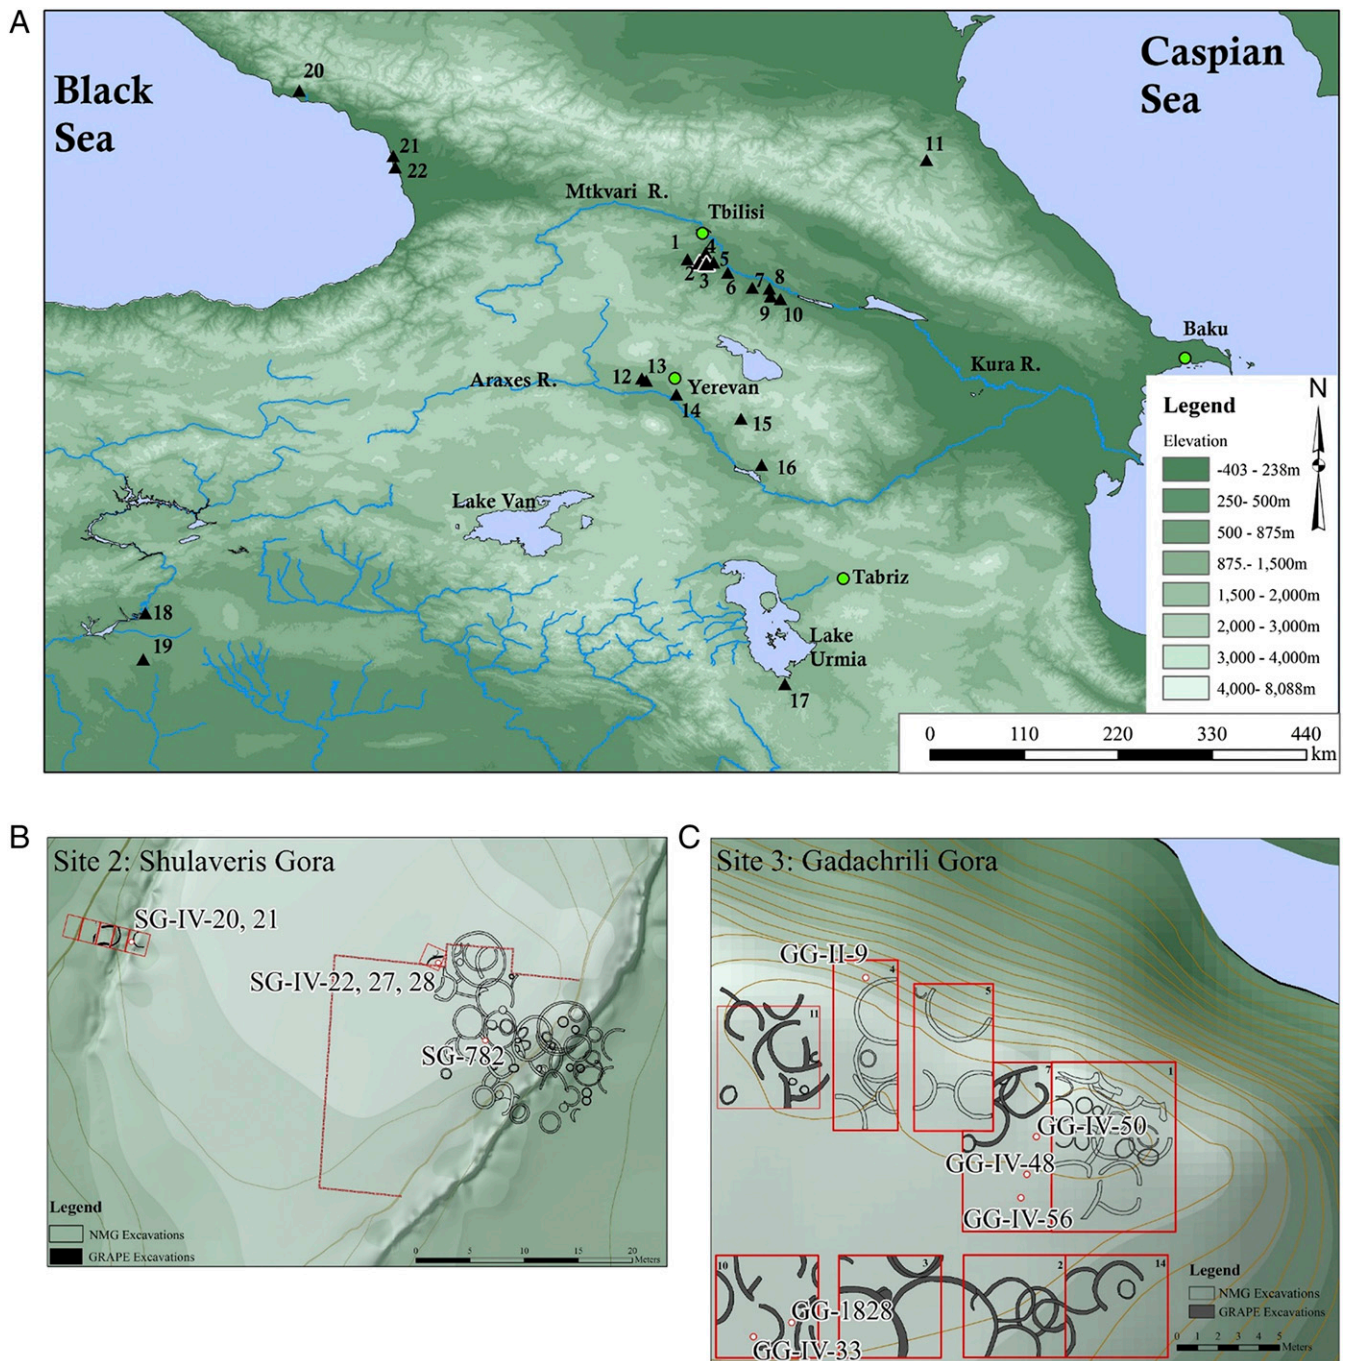 A
Black
Sea
Caspian
Sea
20
21
22
11
Mtkvari R.
Tbilisi
1
4
2
3
5
6
7
8
9
10
Baku
Kura R.
12
13
Araxes R.
Yerevan
14
15
16
Lake Van
Tabriz
18
19
Lake
Urmia
17
N
Legend
Elevation
-403 - 238m
250- 500m
500 - 875m
875.- 1,500m
1,500 - 2,000m
2,000 - 3,000m
3,000 - 4,000m
4,000- 8,088m
0 110 220 330 440
km
B
Site 2: Shulaveris Gora
SG-IV-20, 21
SG-IV-22, 27, 28
SG-782
Legend
NMG Excavations
GRAPE Excavations
0 5 10 15 20
Meters
C
Site 3: Gadachrili Gora
GG-II-9
4
5
11
7
1
GG-IV-50
GG-IV-48
GG-IV-56
10
3
2
14
GG-1828
GG-IV-33
Legend
NMG Excavations
GRAPE Excavations
0 1 2 3 4 5
Meters